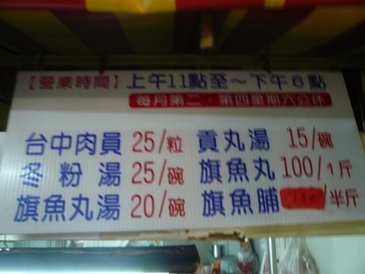 【營業時間】上午11點至~下午6點
每月第二、第四星期六公休
台中肉員 25/粒 貢丸湯 15/碗
冬粉湯 25/碗 旗魚丸 100/1斤
旗魚丸湯 20/碗 旗魚脯 /半斤